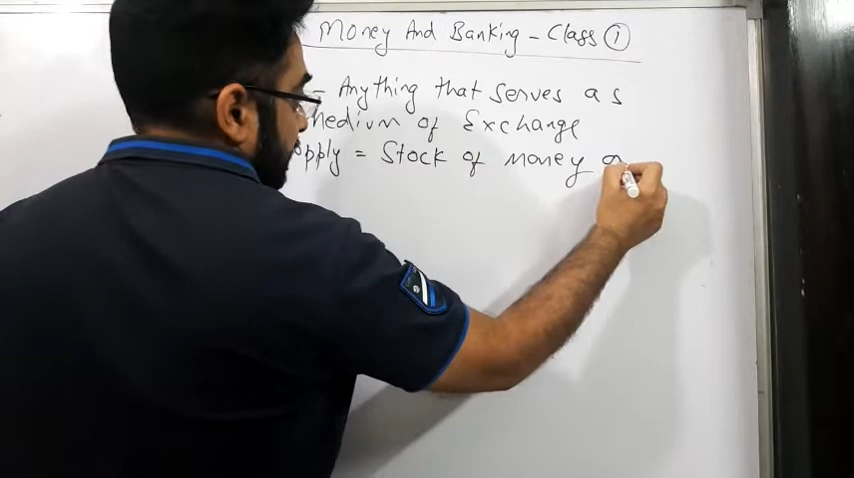 Money And Banking - Class ①
- Anything that serves as
Medium of Exchange
pply = Stock of money